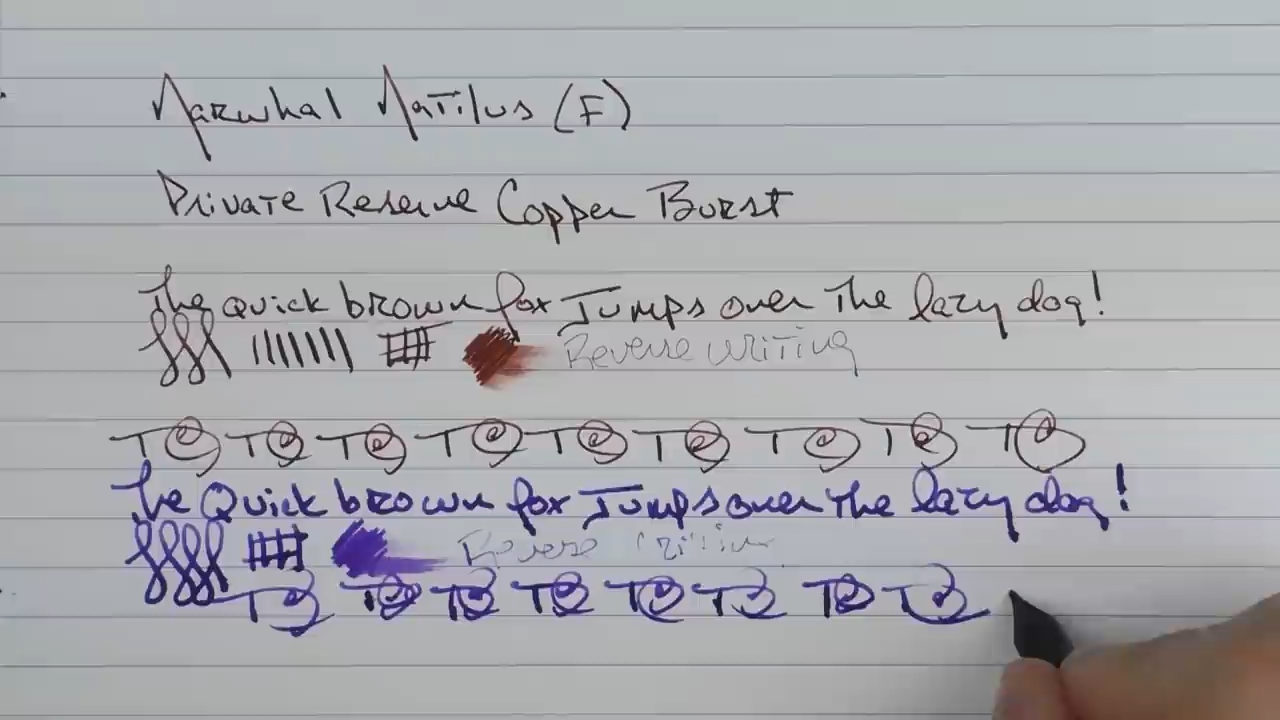 Narwhal Natilus (F)
Private Reserve Copper Burst
The quick brown fox Jumps over The lazy dog!
Reverse writing
The Quick brown fox Jumps over The lazy dog!
Reverse